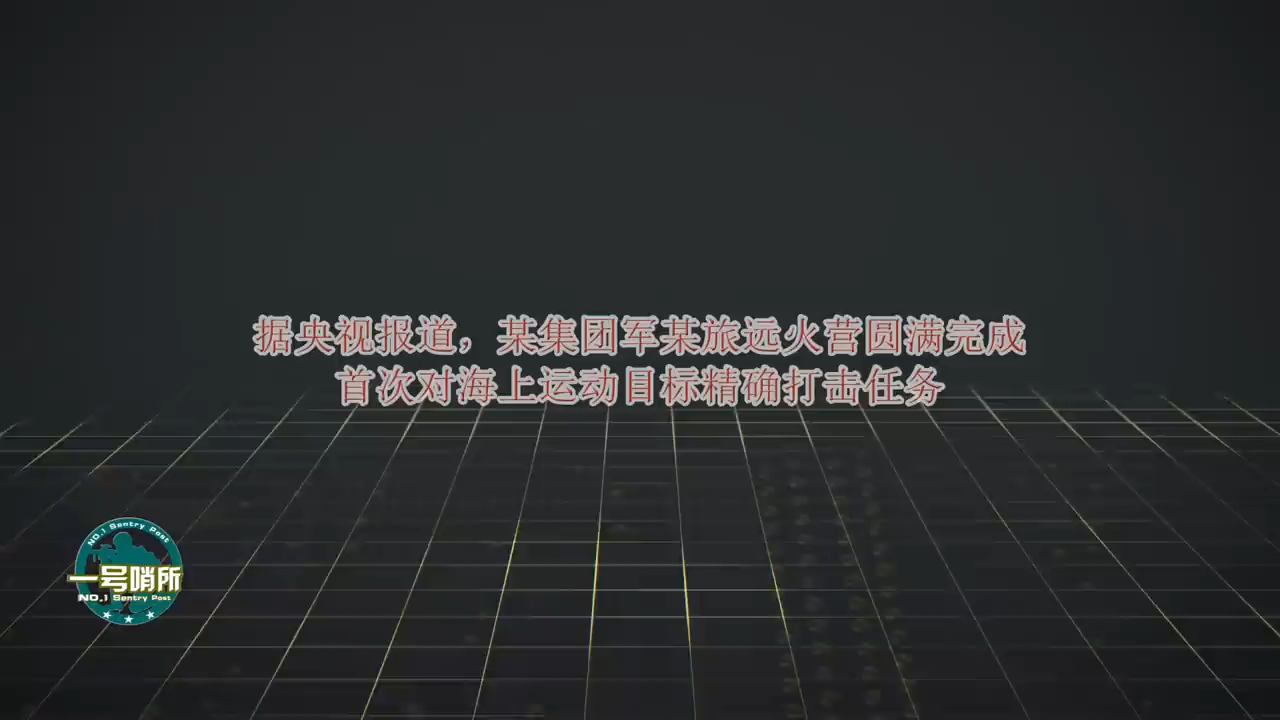 据央视报道，某集团军某旅远火营圆满完成
首次对海上运动目标精确打击任务
NO.1 Sentry Post
一号哨所
NO.1 Sentry Post